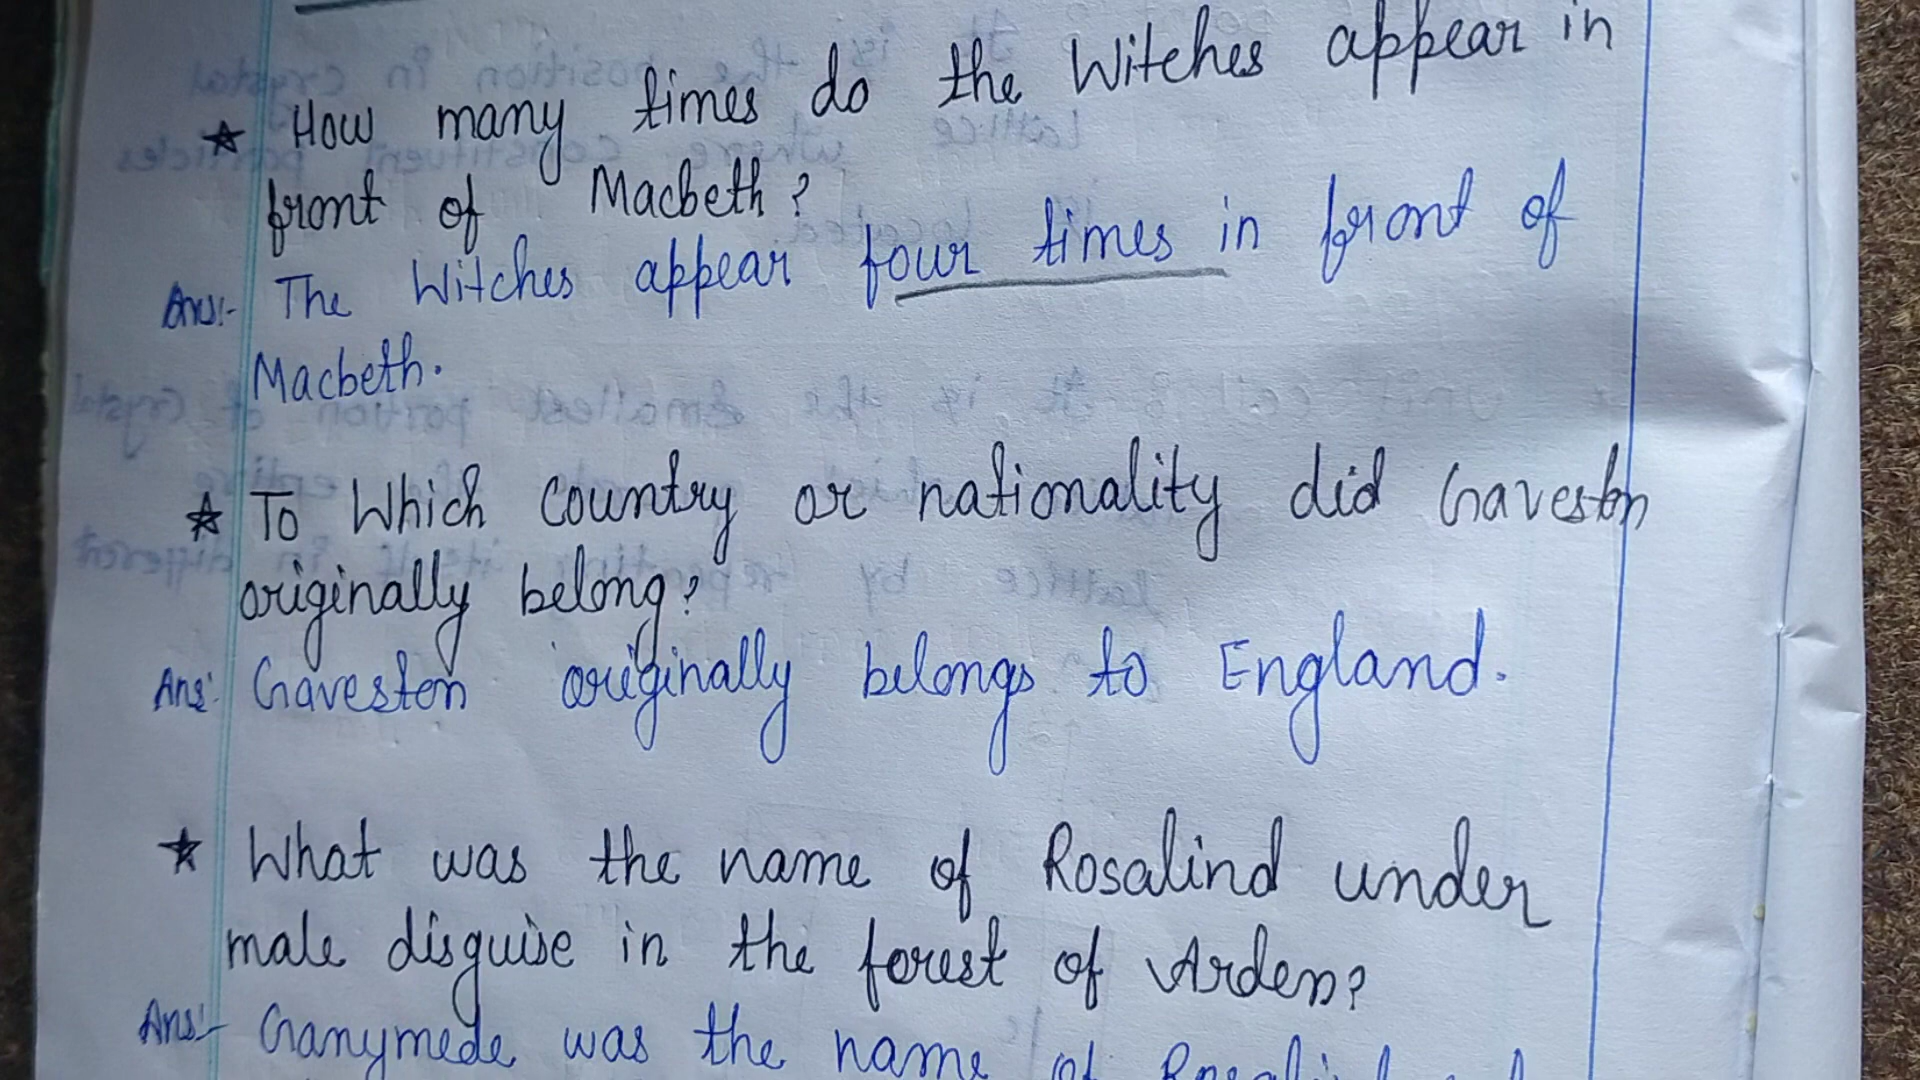 ★ How many times do the Witches appear in
front of Macbeth?
Ans:- The Witches appear four times in front of
Macbeth.
★ To Which Country or nationality did Gaveston
originally belong?
Ans: Gaveston originally belongs to England.
★ What was the name of Rosalind under
male disguise in the forest of Arden?
Ans:- Ganymede was the name of